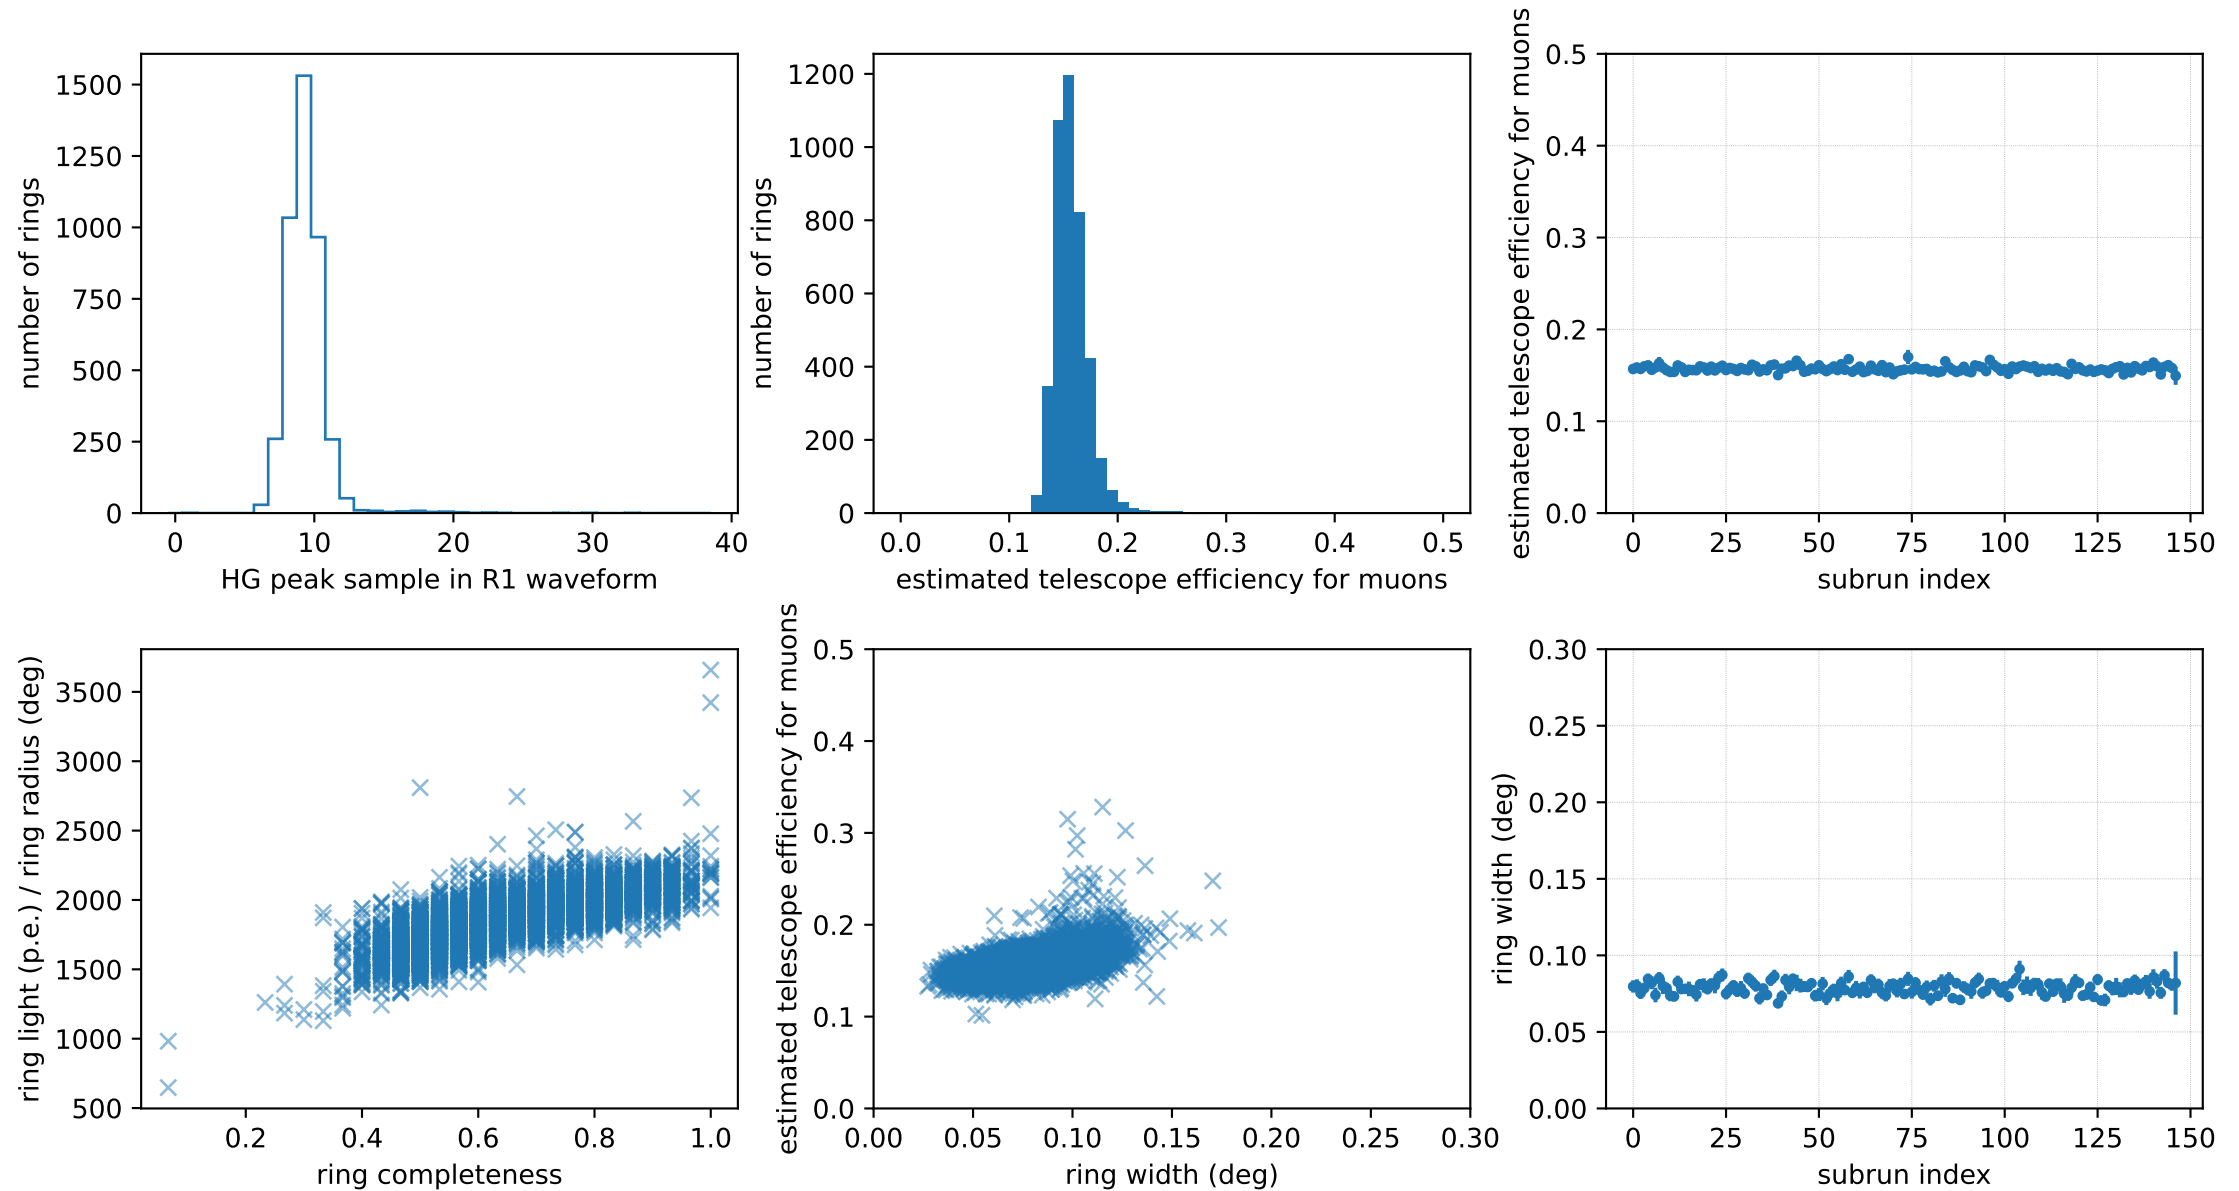 number of rings
1500
1250
1000
750
500
250
0
0 10 20 30 40
HG peak sample in R1 waveform
number of rings
1200
1000
800
600
400
200
0
0.0 0.1 0.2 0.3 0.4 0.5
estimated telescope efficiency for muons
estimated telescope efficiency for muons
0.5
0.4
0.3
0.2
0.1
0.0
0 25 50 75 100 125 150
subrun index
ring light (p.e.) / ring radius (deg)
3500
3000
2500
2000
1500
1000
500
0.2 0.4 0.6 0.8 1.0
ring completeness
estimated telescope efficiency for muons
0.5
0.4
0.3
0.2
0.1
0.0
0.00 0.05 0.10 0.15 0.20 0.25 0.30
ring width (deg)
ring width (deg)
0.30
0.25
0.20
0.15
0.10
0.05
0.00
0 25 50 75 100 125 150
subrun index